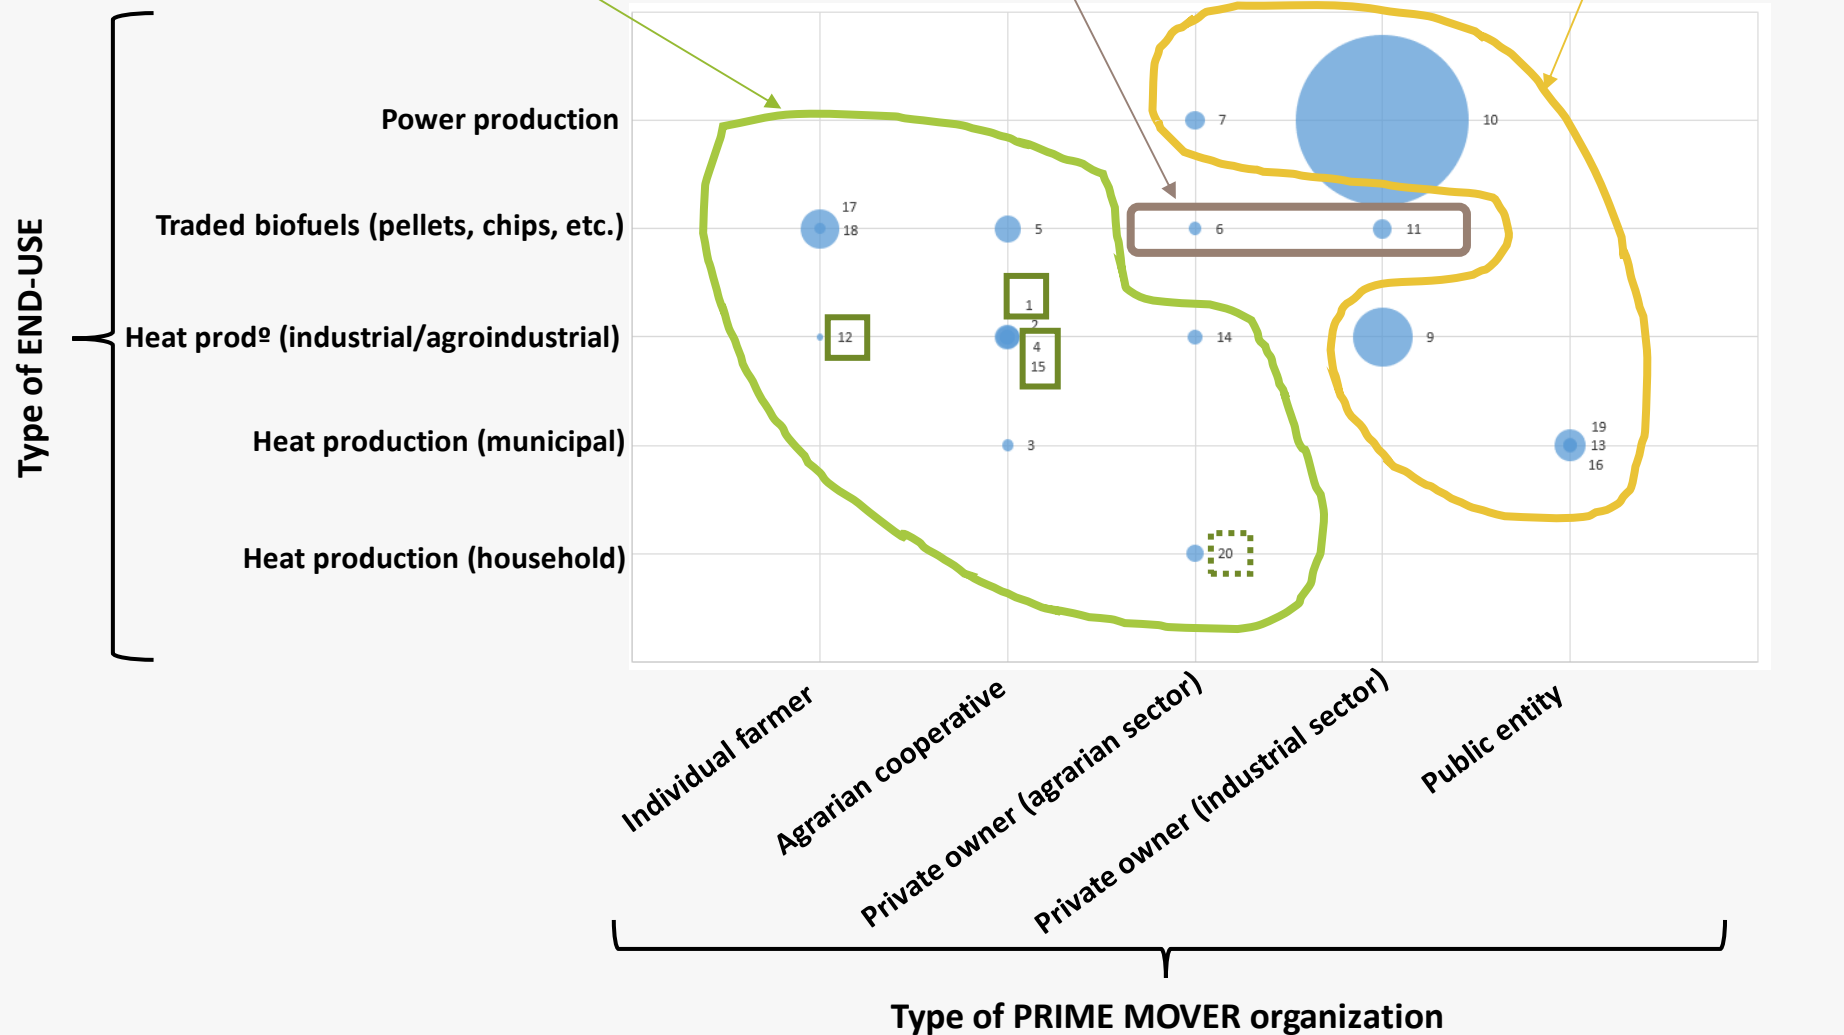 Type of END-USE
Power production
7
10
Traded biofuels (pellets, chips, etc.)
17
18
5
6
11
Heat prodº (industrial/agroindustrial)
12
1
2
4
15
14
9
Heat production (municipal)
3
19
13
16
Heat production (household)
20
Individual farmer
Agrarian cooperative
Private owner (agrarian sector)
Private owner (industrial sector)
Public entity
Type of PRIME MOVER organization